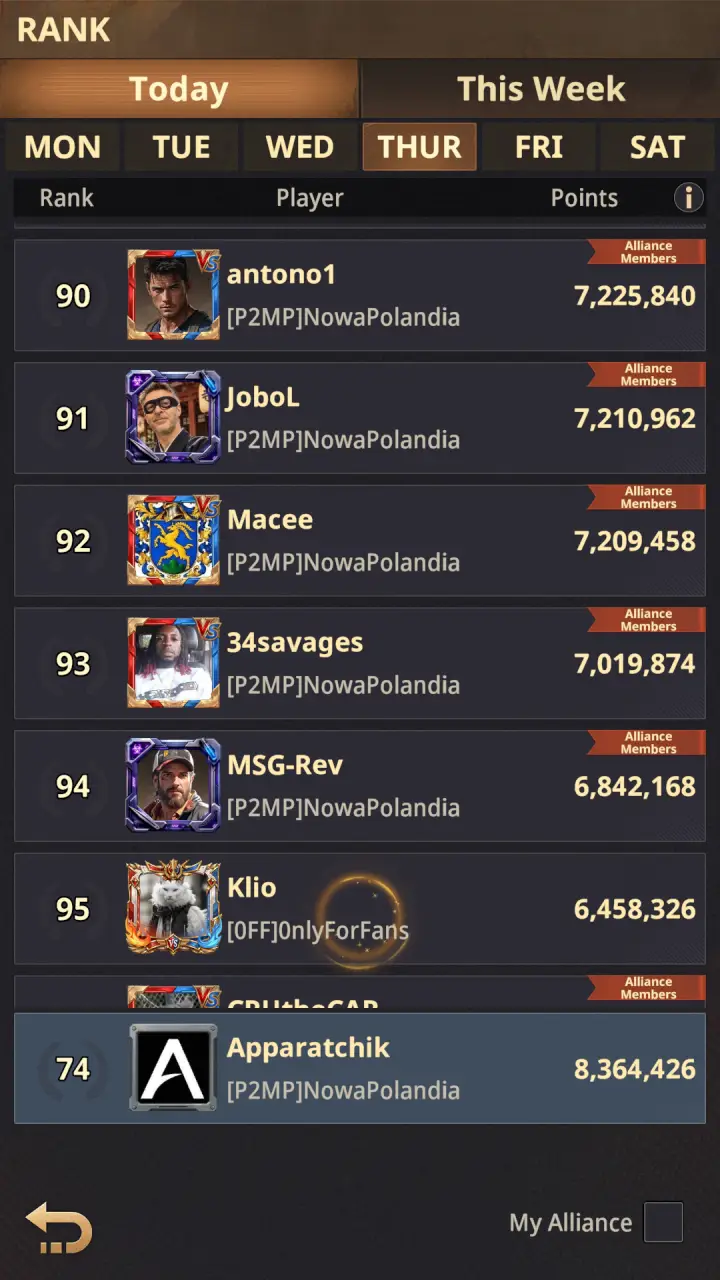 RANK
Today
This Week
MON
TUE
WED
THUR
FRI
SAT
Rank
Player
Points
Alliance
Members
90
antono1
[P2MP]NowaPolandia
7,225,840
Alliance
Members
91
JoboL
[P2MP]NowaPolandia
7,210,962
Alliance
Members
92
Macee
[P2MP]NowaPolandia
7,209,458
Alliance
Members
93
34savages
[P2MP]NowaPolandia
7,019,874
Alliance
Members
94
MSG-Rev
[P2MP]NowaPolandia
6,842,168
95
Klio
[0FF]0nlyForFans
6,458,326
Alliance
Members
74
Apparatchik
[P2MP]NowaPolandia
8,364,426
My Alliance